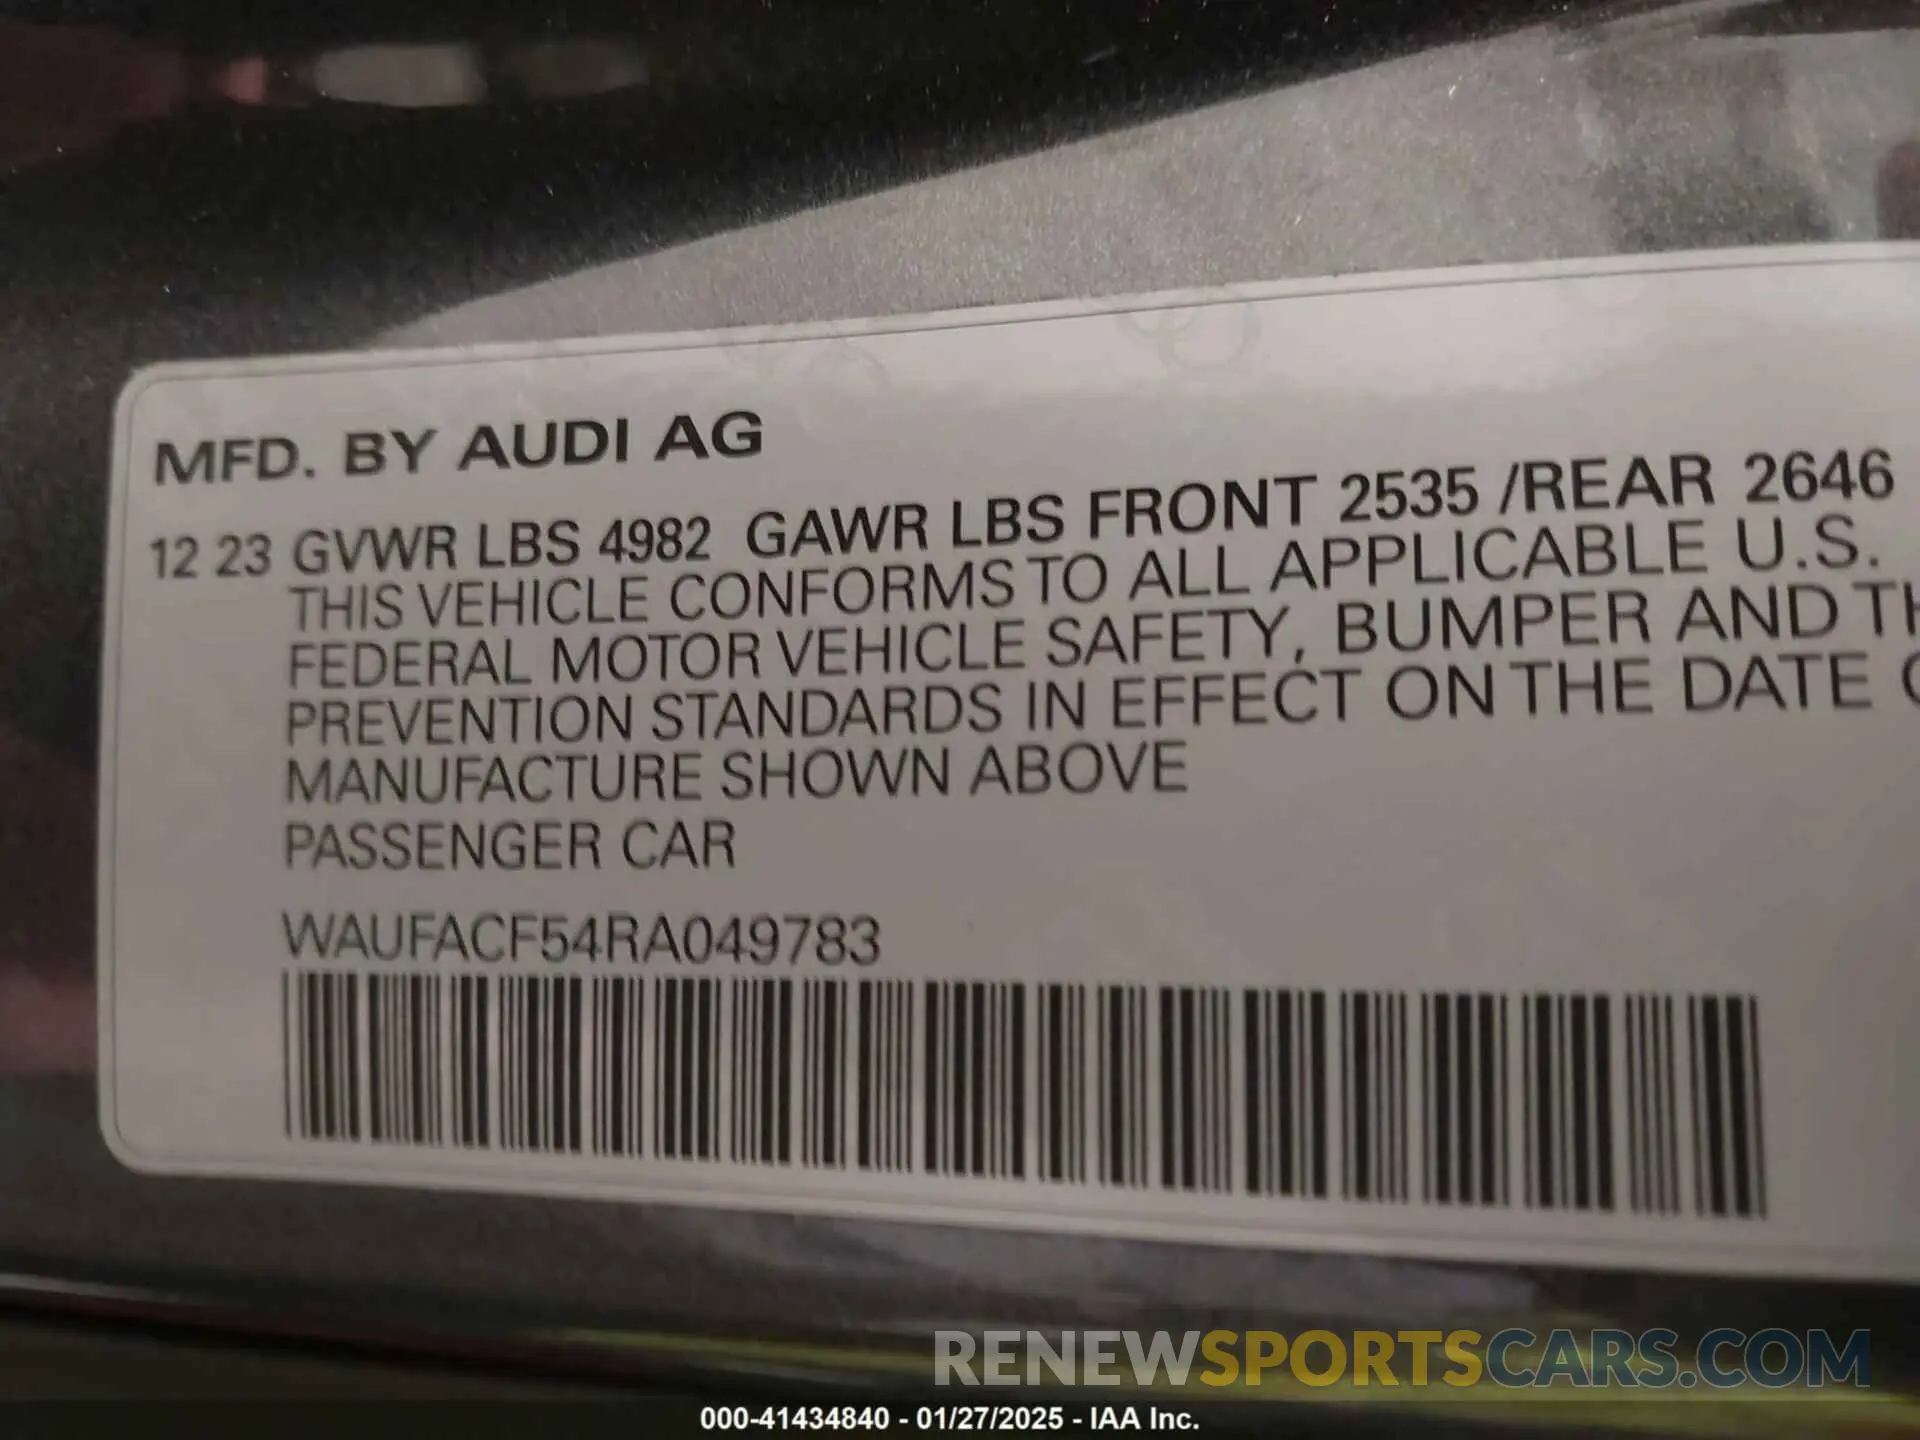 MFD. BY AUDI AG
12 23 GVWR LBS 4982 GAWR LBS FRONT 2535 /REAR 2646
THIS VEHICLE CONFORMS TO ALL APPLICABLE U.S.
FEDERAL MOTOR VEHICLE SAFETY, BUMPER AND
PREVENTION STANDARDS IN EFFECT ON THE DATE
MANUFACTURE SHOWN ABOVE
PASSENGER CAR
WAUFACF54RA049783
RENEWSPORTSCARS.COM
000-41434840 - 01/27/2025 - IAA Inc.